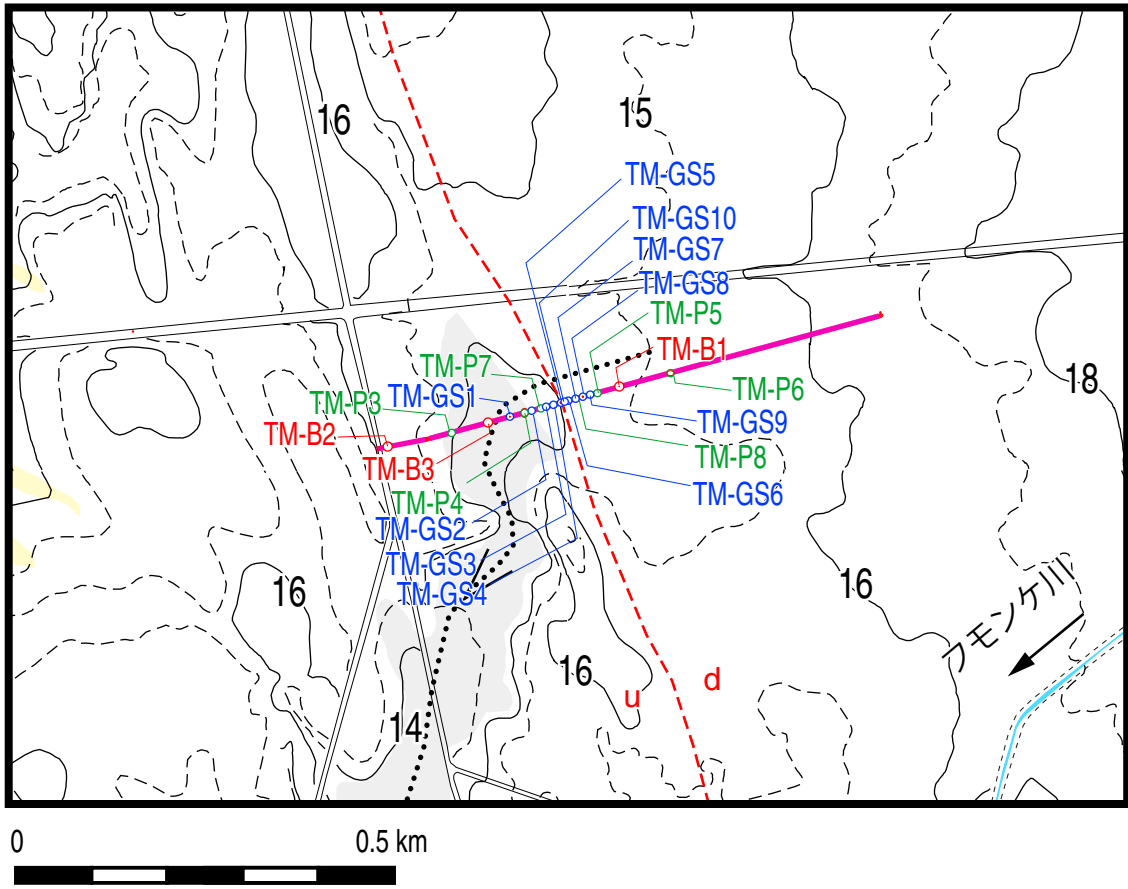 16
15
TM-GS5
TM-GS10
TM-GS7
TM-GS8
TM-P5
TM-B1
TM-P7
TM-P6
18
TM-GS1
TM-P3
TM-GS9
TM-B2
TM-P8
TM-B3
TM-GS6
TM-P4
TM-GS2
TM-GS3
TM-GS4
16
16
フモンケ川
16
d
u
14
0
0.5 km